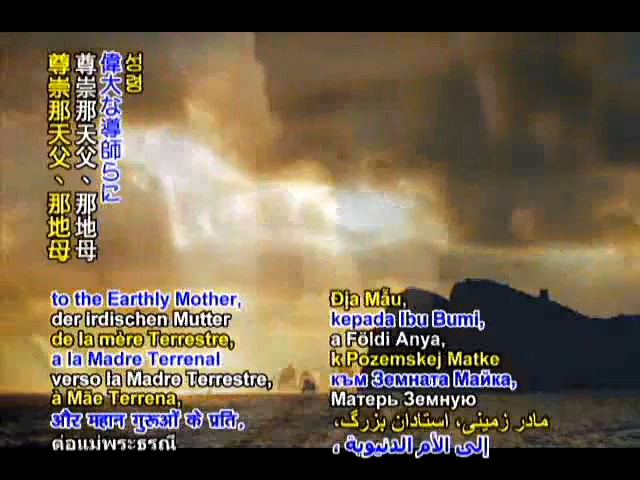 성령
偉大な導師らに
尊崇那天父、那地母
尊崇那天父、那地母
to the Earthly Mother,
der irdischen Mutter
de la mère Terrestre,
a la Madre Terrenal
verso la Madre Terrestre,
à Mãe Terrena,
और महान गुरूओं के प्रति,
ต่อแม่พระธรณี
Địa Mẫu,
kepada Ibu Bumi,
a Földi Anya,
k Pozemskej Matke
към Земната Майка,
Матерь Земную
مادر زمینی، استادان بزرگ،
إلى الأم الدنيوية ،